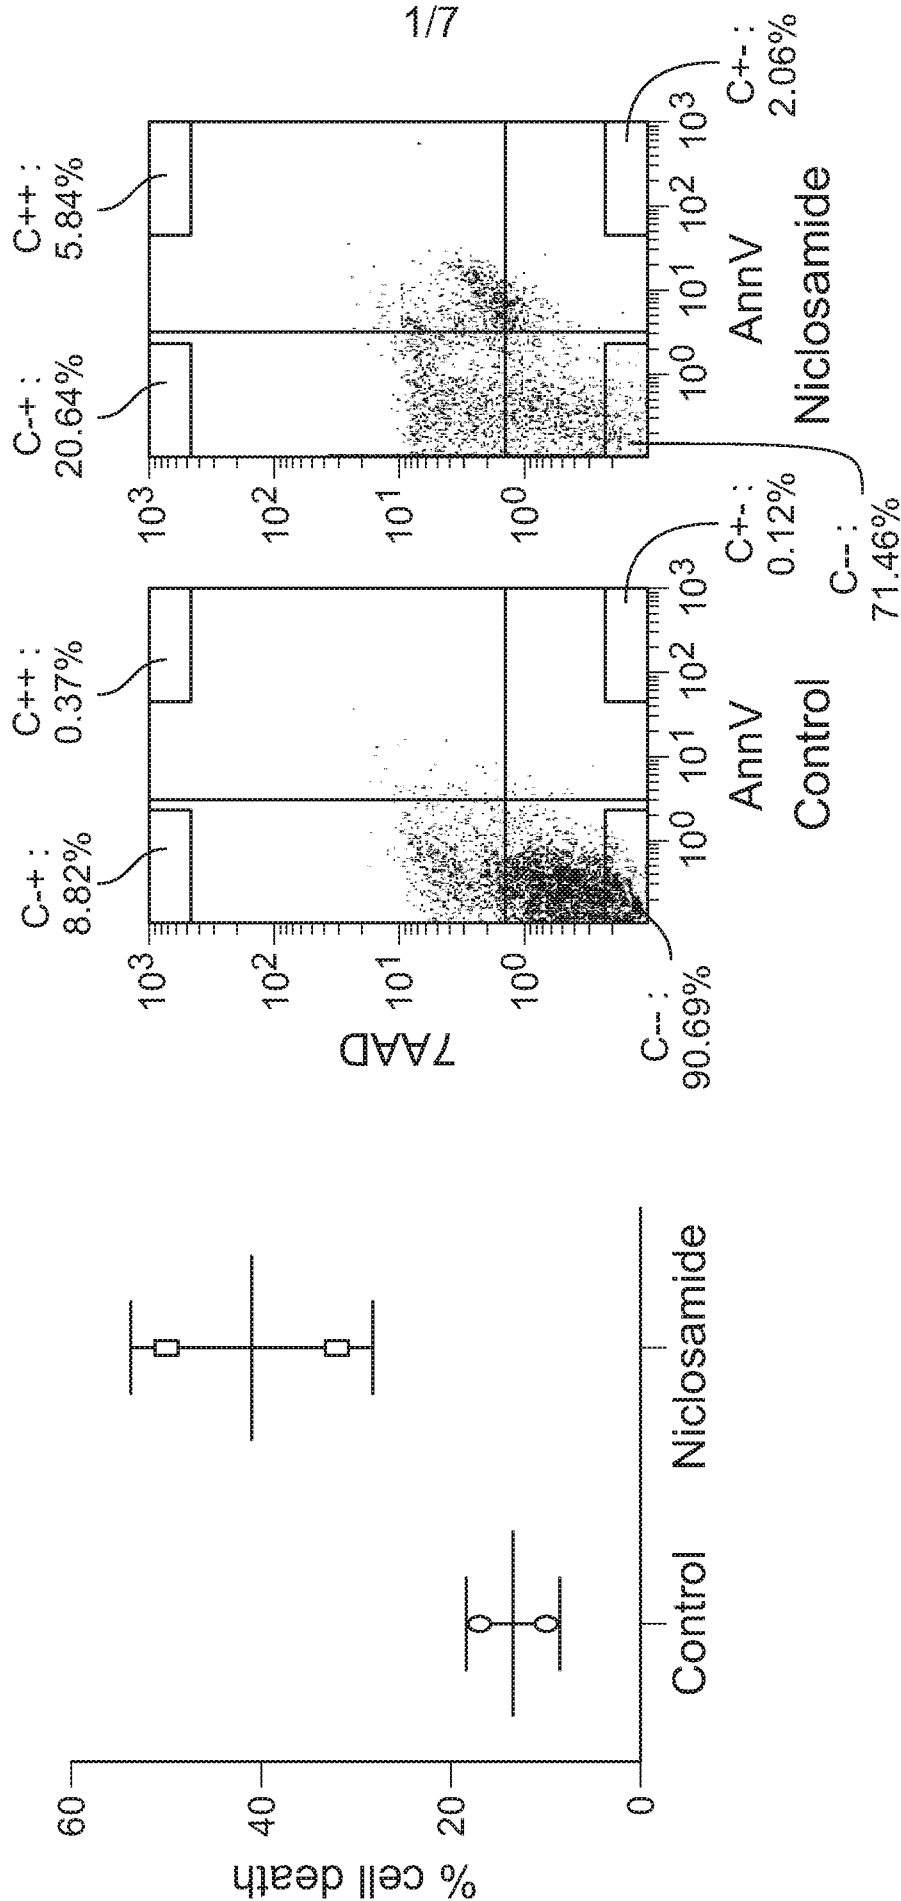 1/7
% cell death
60
40
20
0
Control
Niclosamide
7AAD
C-+ :
8.82%
C++ :
0.37%
10³
10²
10¹
10⁰
10⁰
10¹
10²
10³
AnnV
Control
C-- :
90.69%
C+- :
0.12%
C-+ :
20.64%
C++ :
5.84%
10³
10²
10¹
10⁰
10⁰
10¹
10²
10³
AnnV
Niclosamide
C-- :
71.46%
C+- :
2.06%